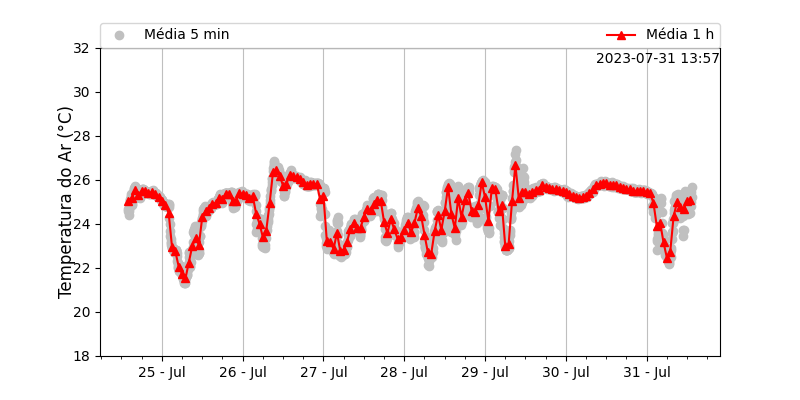 Média 5 min
Média 1 h
2023-07-31 13:57
Temperatura do Ar (°C)
32
30
28
26
24
22
20
18
25 - Jul
26 - Jul
27 - Jul
28 - Jul
29 - Jul
30 - Jul
31 - Jul